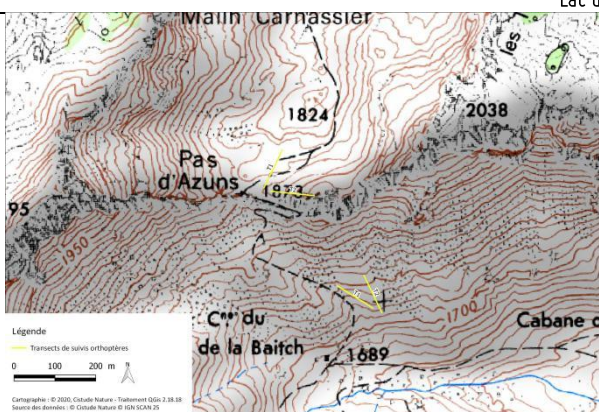 Lac d
Malin Carnassier
les
1824
2038
Pas
d'Azuns
95
1950
1700
Cne du
de la Baitch
1689
Cabane d
Légende
Transects de suivis orthoptères
0 100 200 m
N
Cartographie : © 2020, Cistude Nature - Traitement QGis 2.18.18
Source des données : © Cistude Nature © IGN SCAN 25